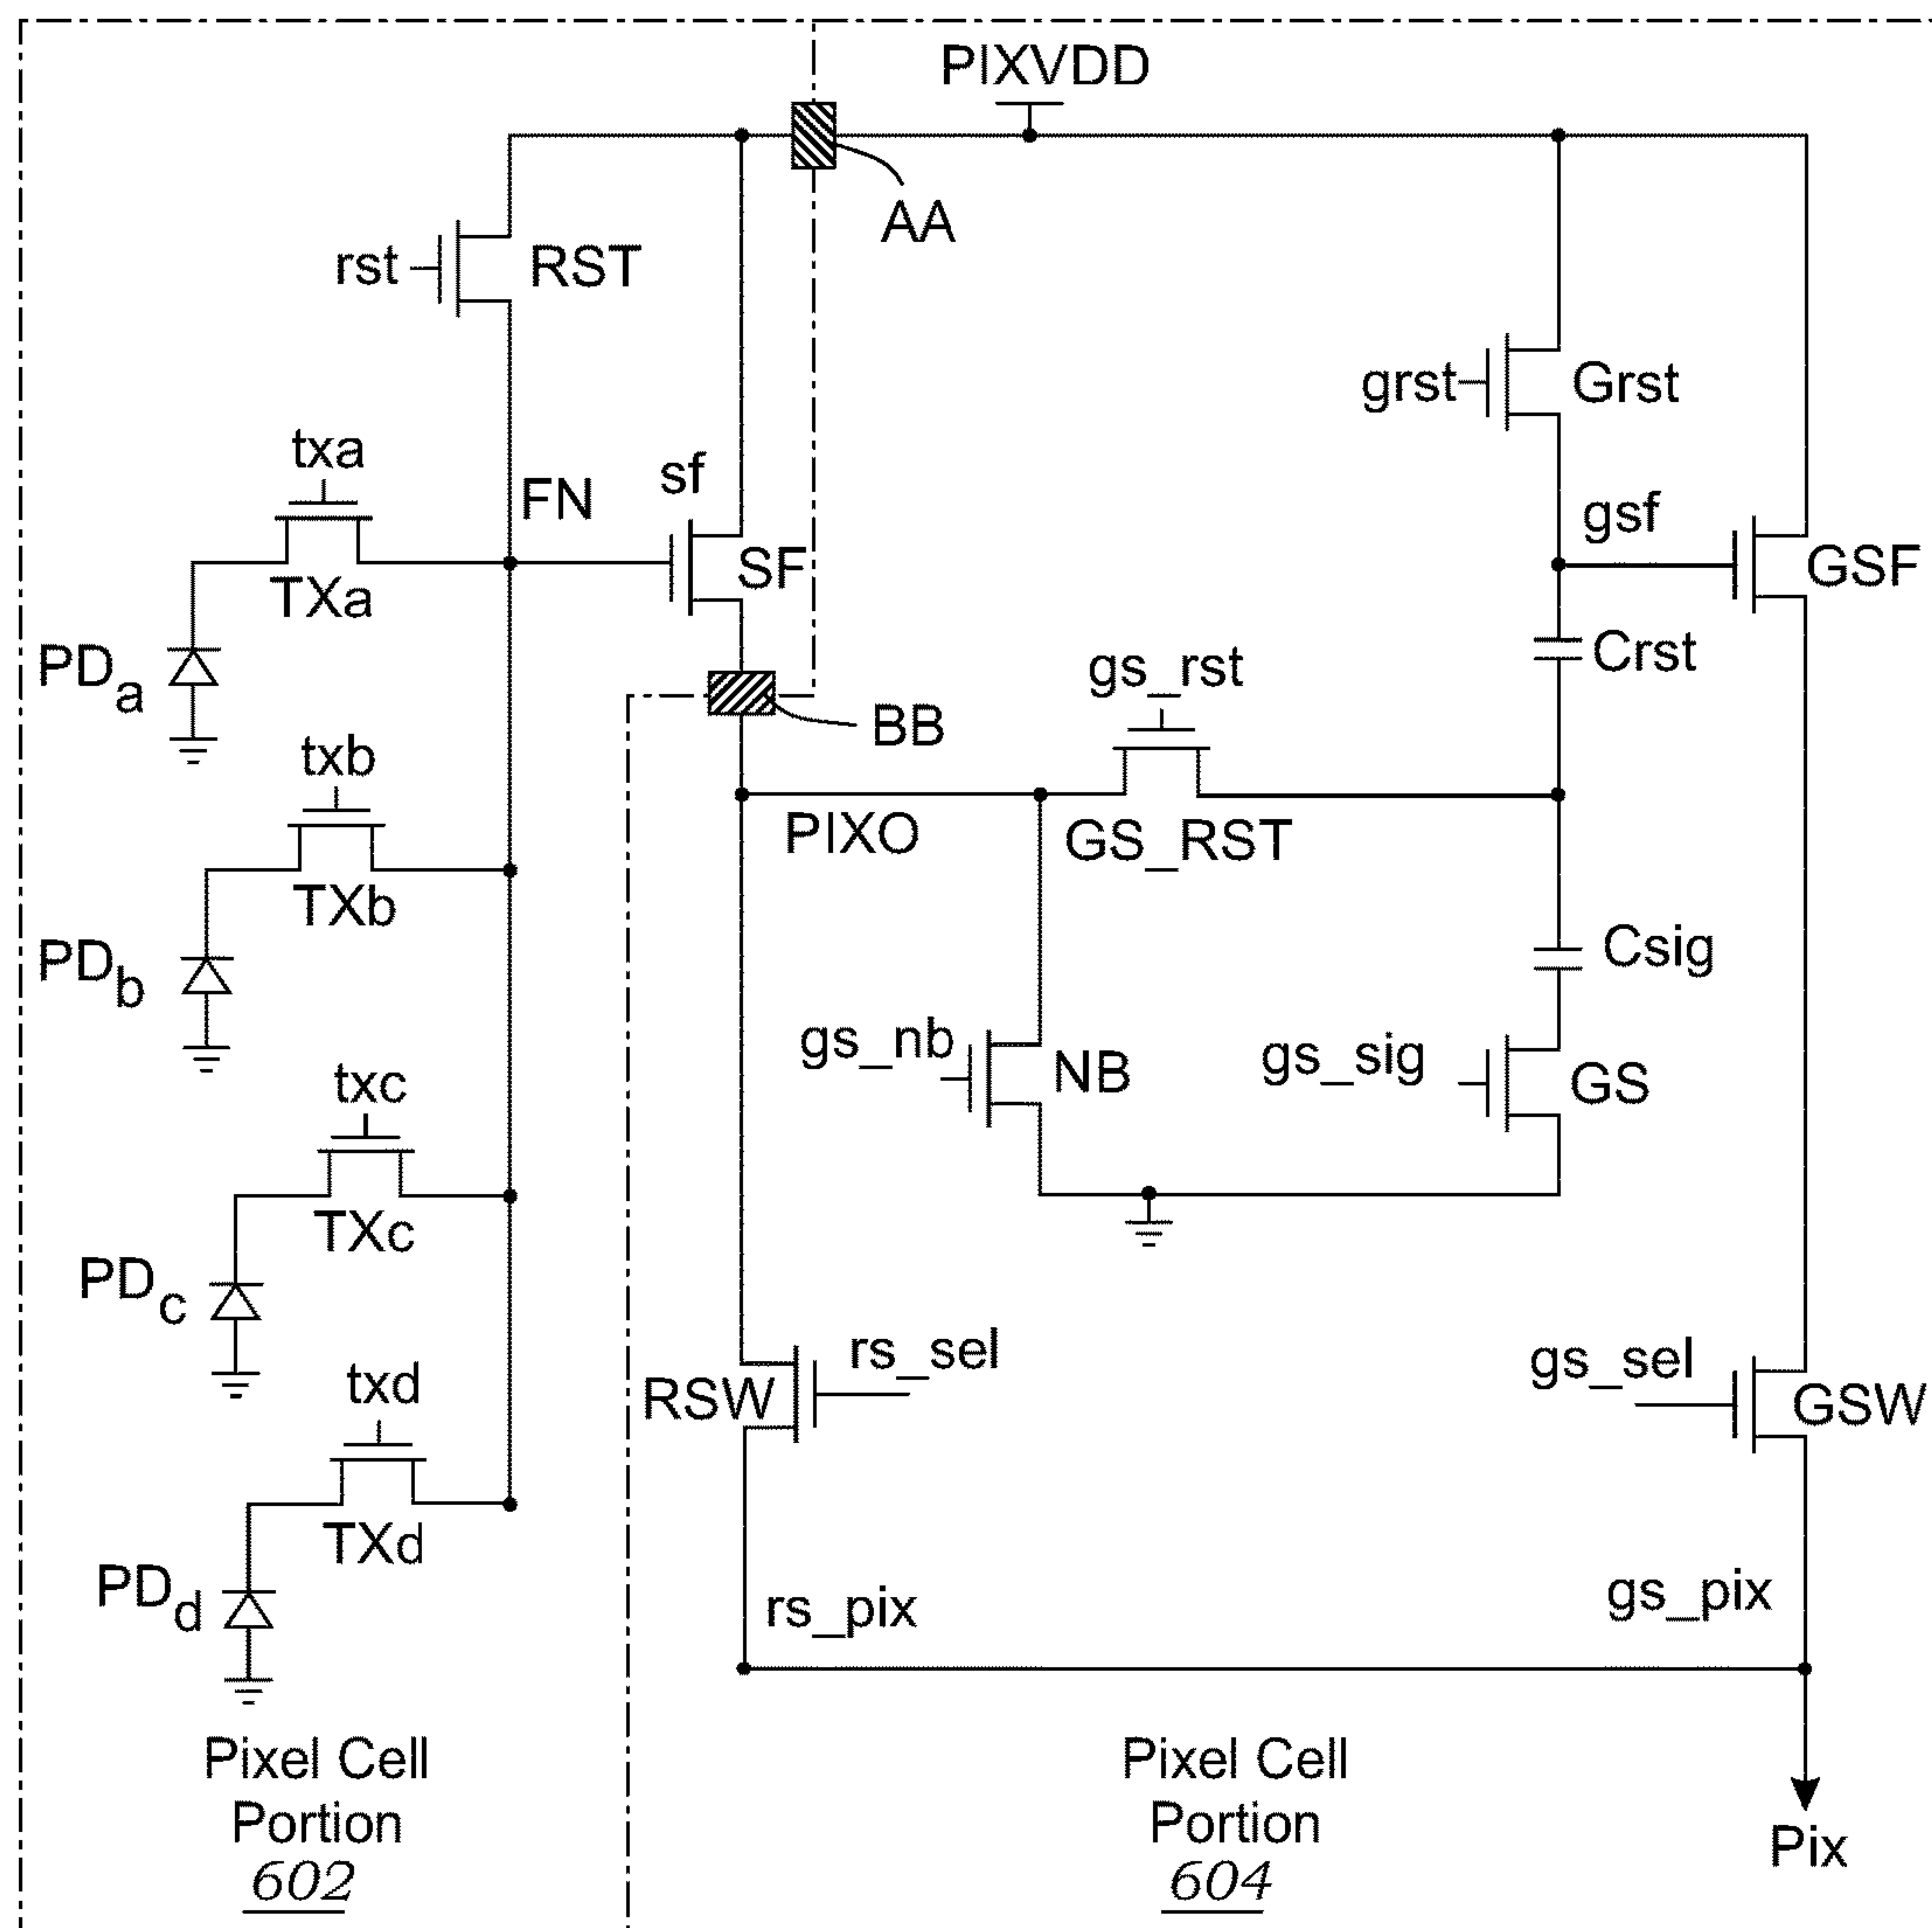 PIXVDD
AA
rst
RST
grst
Grst
txa
FN
sf
SF
gsf
GSF
TXa
PDa
gs_rst
Crst
BB
txb
PIXO
GS_RST
TXb
PDb
Csig
gs_nb
NB
gs_sig
GS
txc
TXc
PDc
rs_sel
RSW
gs_sel
GSW
txd
TXd
PDd
rs_pix
gs_pix
Pixel Cell
Portion
602
Pixel Cell
Portion
604
Pix